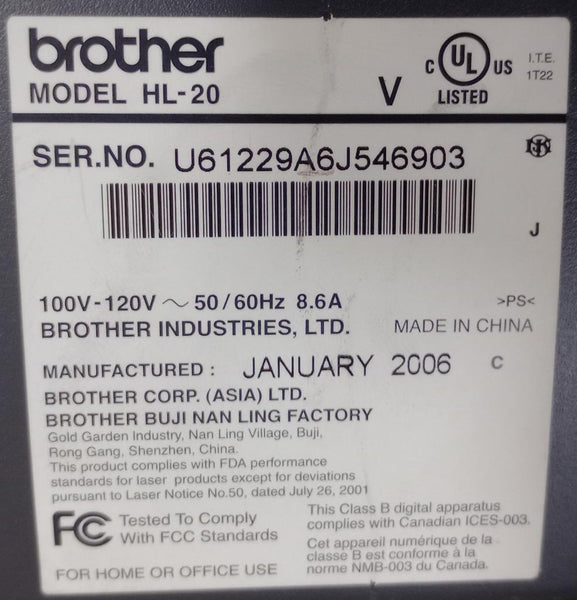 brother
MODEL HL-20
V
C UL US
LISTED
I.T.E.
1T22
SER.NO. U61229A6J546903
J
100V-120V ～ 50/60Hz 8.6A
>PS<
BROTHER INDUSTRIES, LTD. MADE IN CHINA
MANUFACTURED : JANUARY 2006 C
BROTHER CORP. (ASIA) LTD.
BROTHER BUJI NAN LING FACTORY
Gold Garden Industry, Nan Ling Village, Buji,
Rong Gang, Shenzhen, China.
This product complies with FDA performance
standards for laser products except for deviations
pursuant to Laser Notice No.50, dated July 26, 2001
FC Tested To Comply
With FCC Standards
FOR HOME OR OFFICE USE
This Class B digital apparatus
complies with Canadian ICES-003.
Cet appareil numérique de la
classe B est conforme à la
norme NMB-003 du Canada.